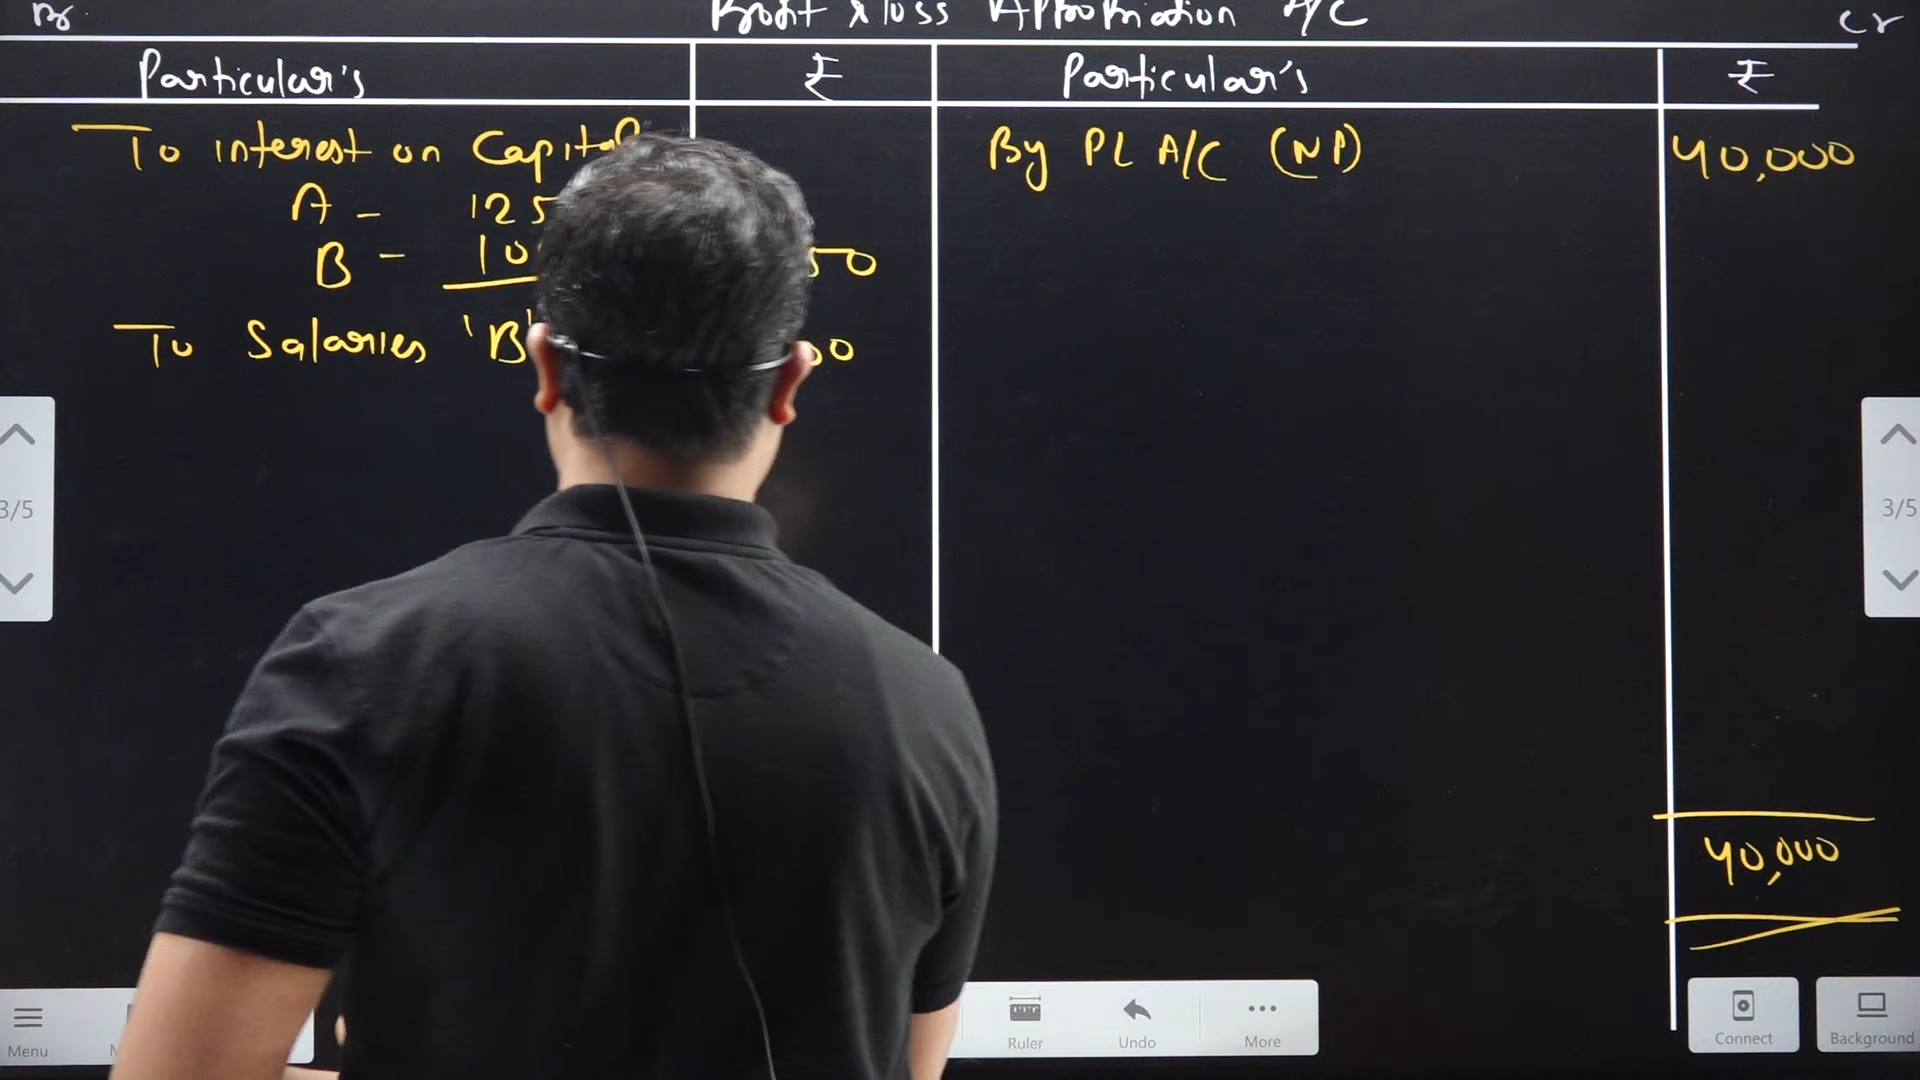 Dr Profit & loss Appropriation A/C Cr
Particular's ₹ Particular's ₹
To interest on Capital By PL A/C (NP) 40,000
A - 125
B - 10 50
To Salaries 'B' 00
3/5 3/5
40,000
Menu Ruler Undo More Connect Background